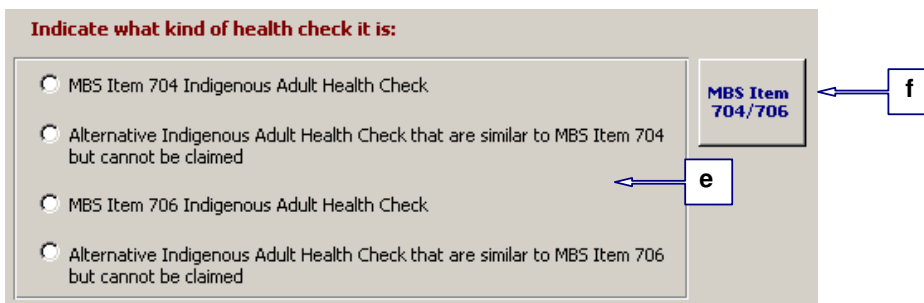 Indicate what kind of health check it is:
MBS Item 704 Indigenous Adult Health Check
Alternative Indigenous Adult Health Check that are similar to MBS Item 704
but cannot be claimed
MBS Item 706 Indigenous Adult Health Check
Alternative Indigenous Adult Health Check that are similar to MBS Item 706
but cannot be claimed
MBS Item
704/706
f
e